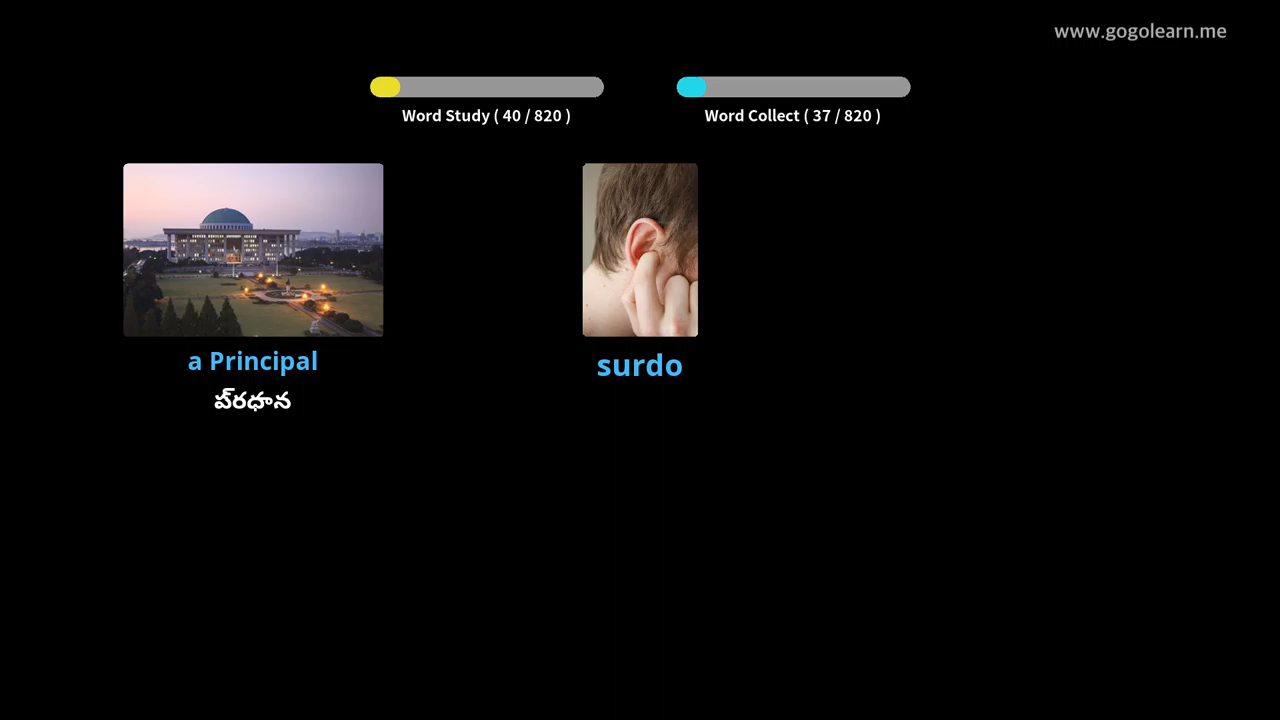 www.gogolearn.me
Word Study ( 40 / 820 )
Word Collect ( 37 / 820 )
a Principal
ప్రధాన
surdo